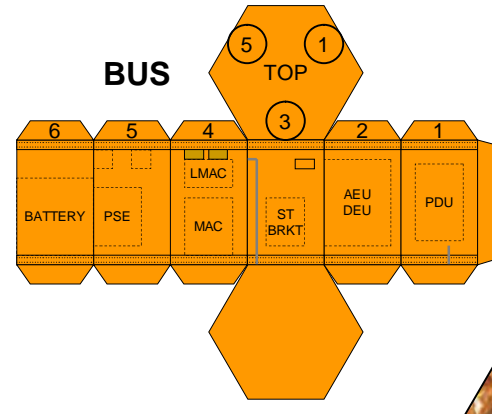 5 1
BUS
TOP
3
6 5 4 2 1
LMAC
BATTERY PSE MAC
ST
BRKT
AEU
DEU
PDU